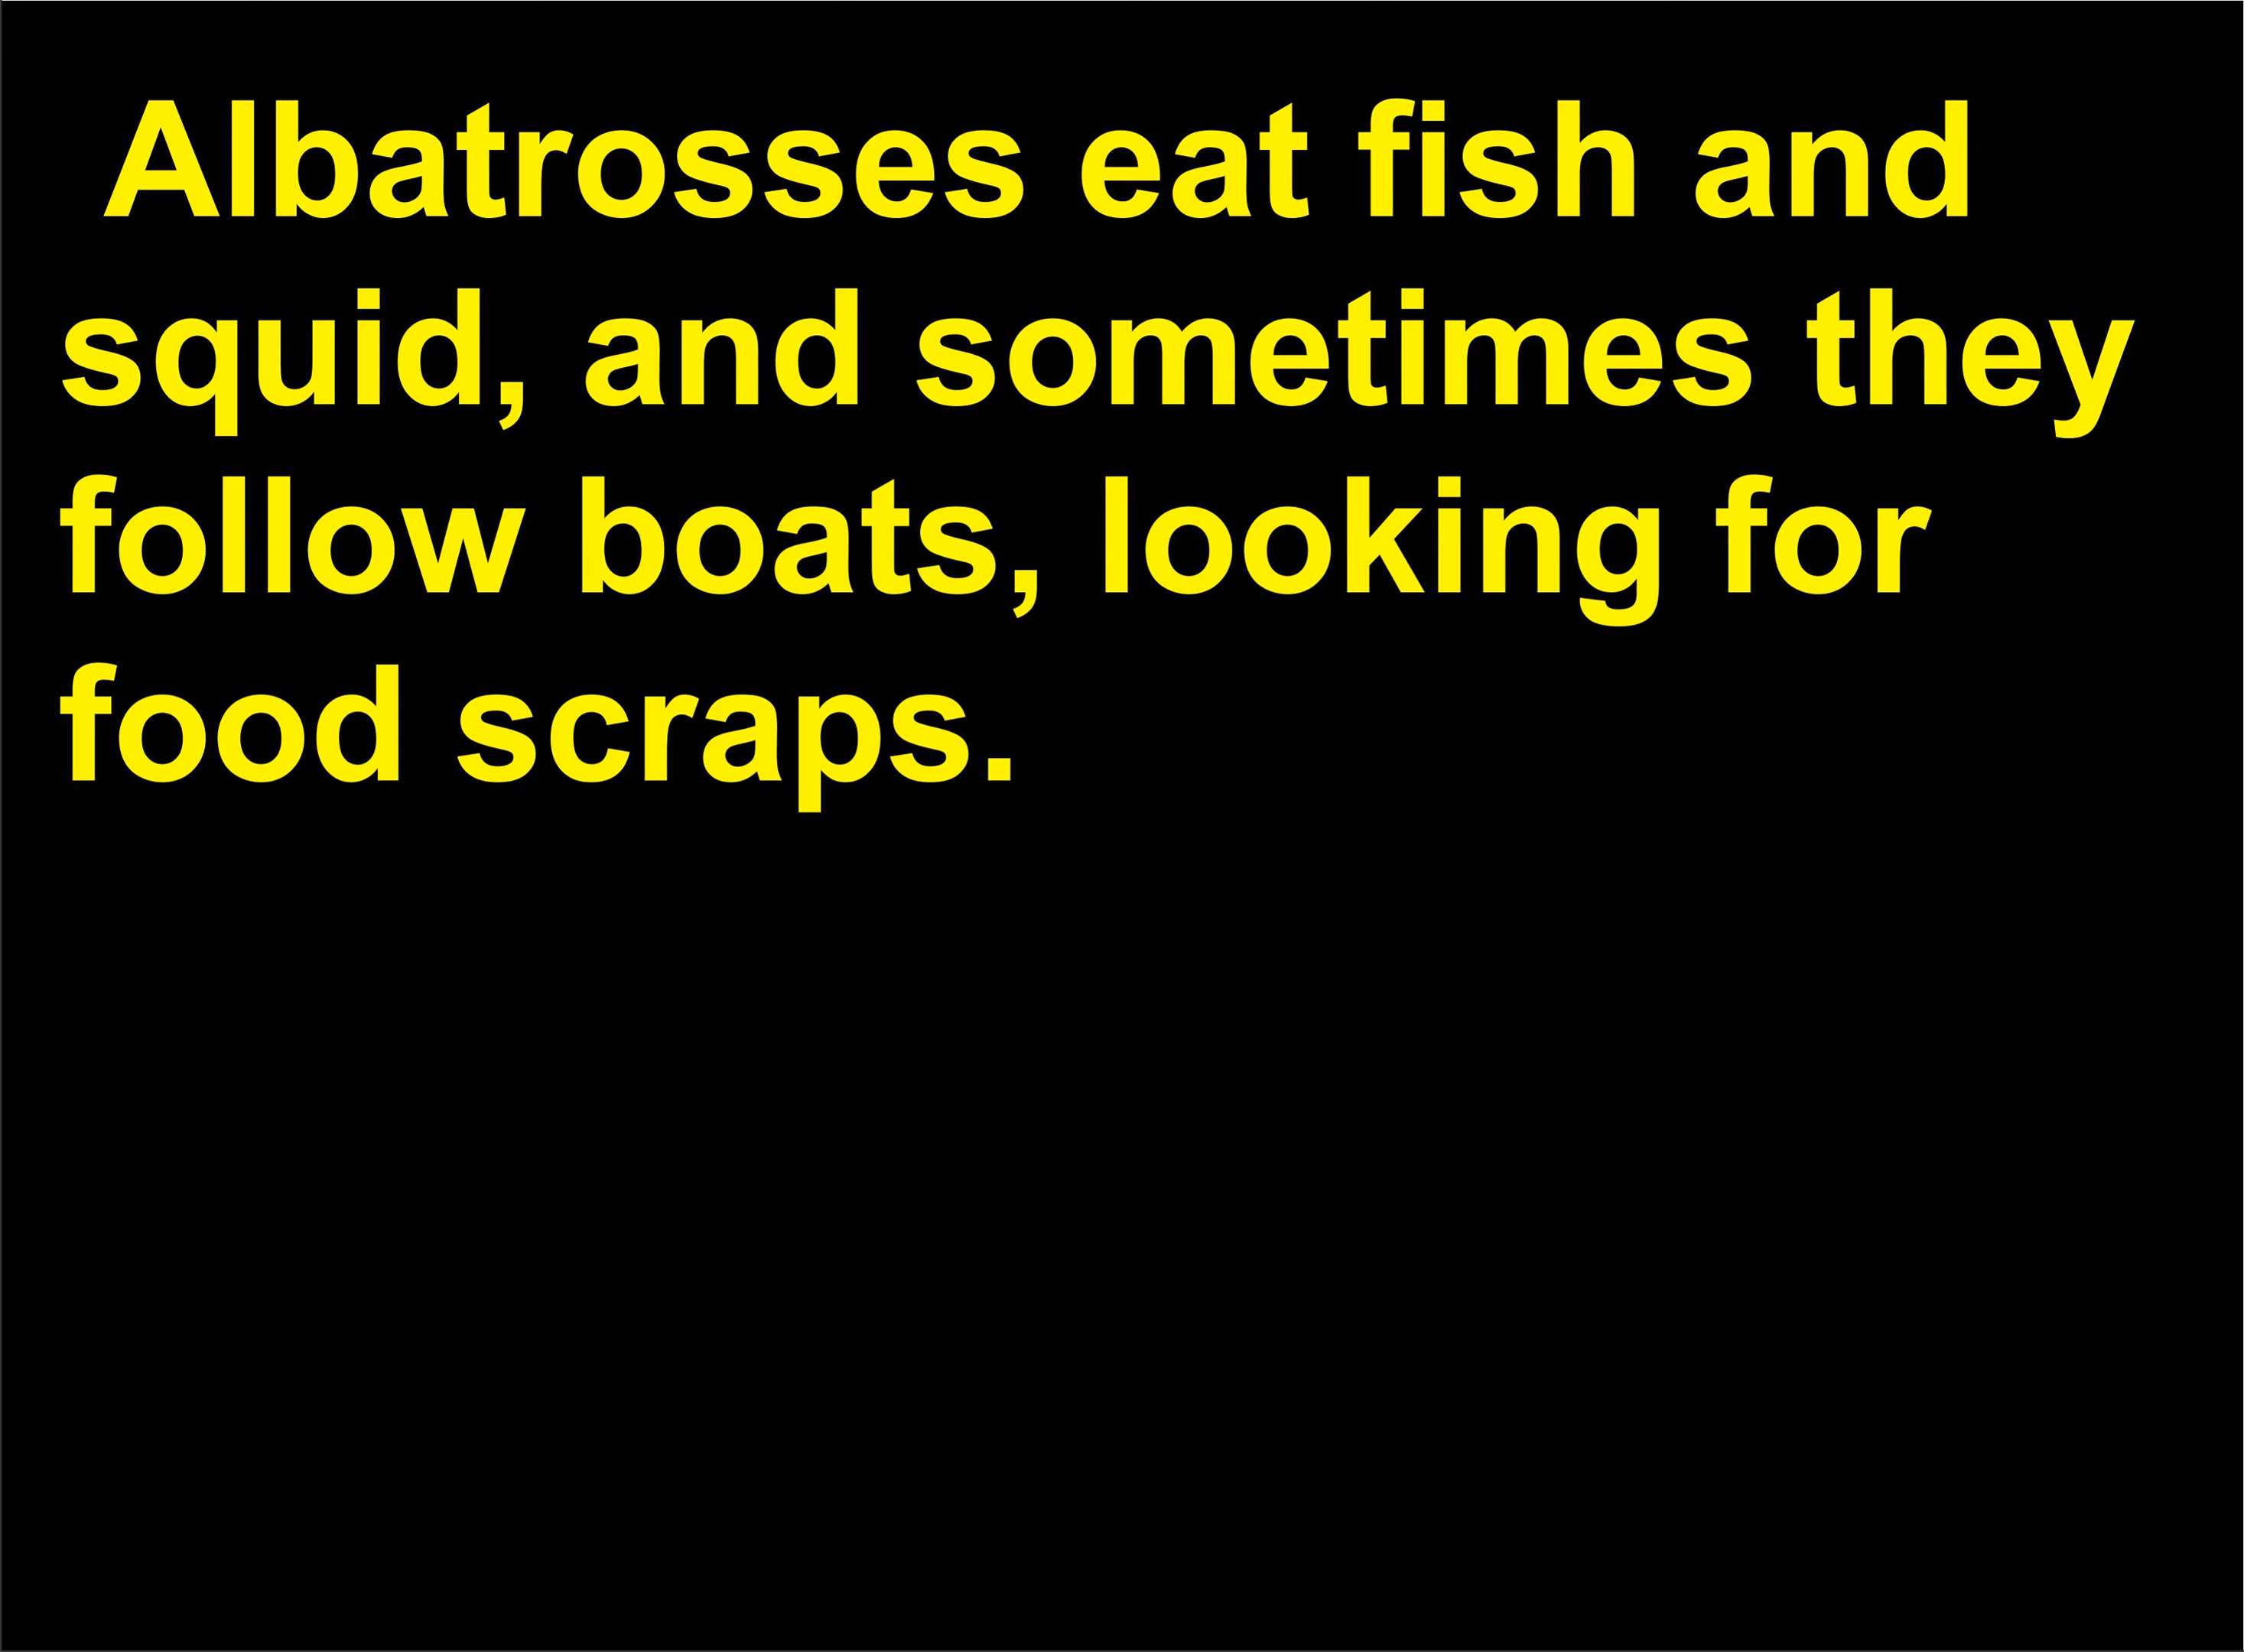 Albatrosses eat fish and
squid, and sometimes they
follow boats, looking for
food scraps.